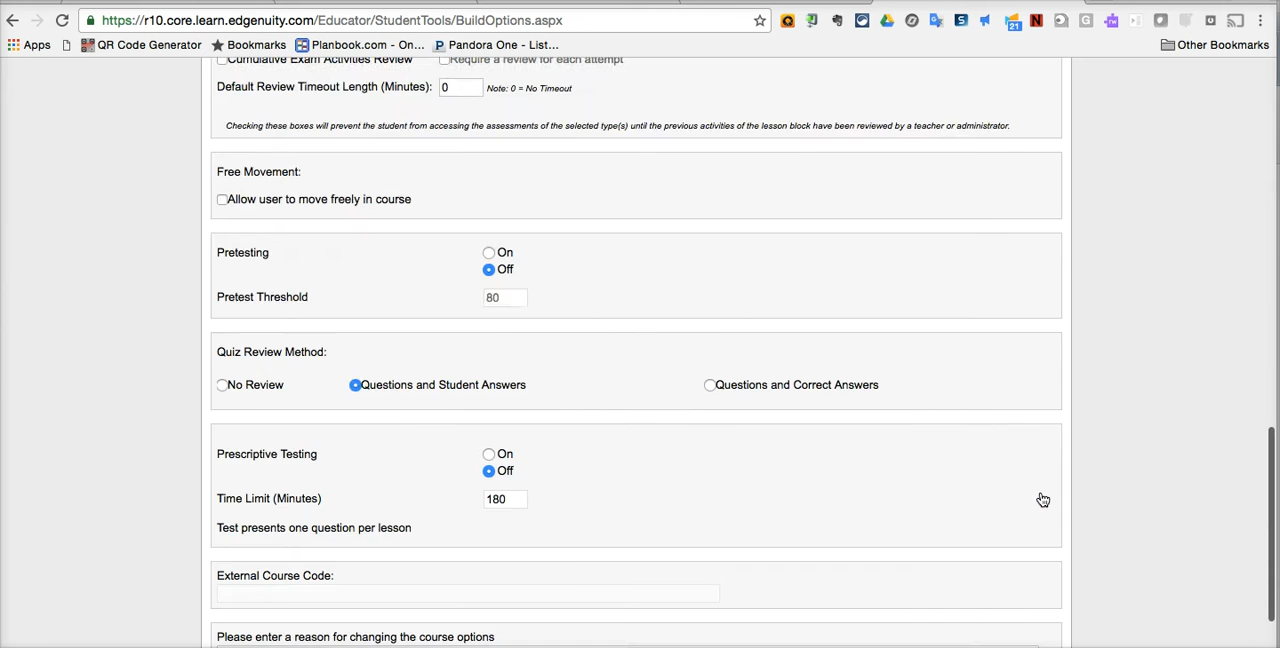 https://r10.core.learn.edgenuity.com/Educator/StudentTools/BuildOptions.aspx
21
Apps QR Code Generator Bookmarks Planbook.com - On... Pandora One - List... Other Bookmarks
Cumulative Exam Activities Review Require a review for each attempt
Default Review Timeout Length (Minutes): 0 Note: 0 = No Timeout
Checking these boxes will prevent the student from accessing the assessments of the selected type(s) until the previous activities of the lesson block have been reviewed by a teacher or administrator.
Free Movement:
Allow user to move freely in course
Pretesting On
Off
Pretest Threshold 80
Quiz Review Method:
No Review Questions and Student Answers Questions and Correct Answers
Prescriptive Testing On
Off
Time Limit (Minutes) 180
Test presents one question per lesson
External Course Code:
Please enter a reason for changing the course options